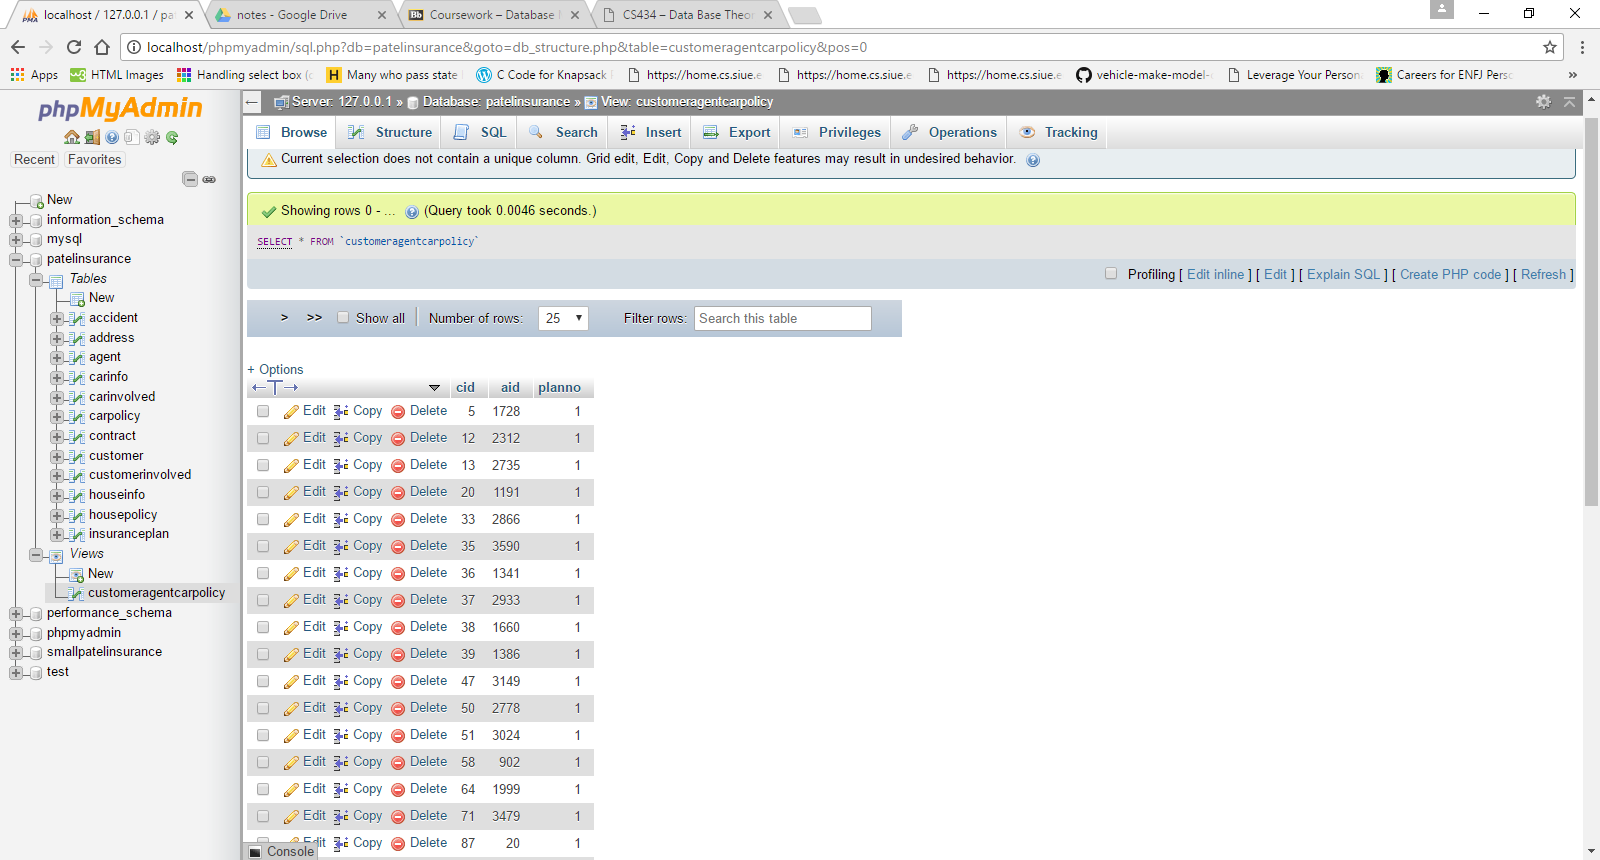 localhost / 127.0.0.1 / pat
notes - Google Drive
Coursework – Database
CS434 – Data Base Theor
localhost/phpmyadmin/sql.php?db=patelinsurance&goto=db_structure.php&table=customeragentcarpolicy&pos=0
Apps
HTML Images
Handling select box (
Many who pass state
C Code for Knapsack
https://home.cs.siue.e
https://home.cs.siue.e
https://home.cs.siue.e
vehicle-make-model-
Leverage Your Persona
Careers for ENFJ Perso
»
phpMyAdmin
Recent
Favorites
New
information_schema
mysql
patelinsurance
Tables
New
accident
address
agent
carinfo
carinvolved
carpolicy
contract
customer
customerinvolved
houseinfo
housepolicy
insuranceplan
Views
New
customeragentcarpolicy
performance_schema
phpmyadmin
smallpatelinsurance
test
Server: 127.0.0.1 » Database: patelinsurance » View: customeragentcarpolicy
Browse Structure SQL Search Insert Export Privileges Operations Tracking
Current selection does not contain a unique column. Grid edit, Edit, Copy and Delete features may result in undesired behavior.
Showing rows 0 - ... (Query took 0.0046 seconds.)
SELECT * FROM `customeragentcarpolicy`
Profiling [ Edit inline ] [ Edit ] [ Explain SQL ] [ Create PHP code ] [ Refresh ]
> >> Show all Number of rows: 25 Filter rows: Search this table
+ Options
←T→ cid aid planno
Edit Copy Delete 5 1728 1
Edit Copy Delete 12 2312 1
Edit Copy Delete 13 2735 1
Edit Copy Delete 20 1191 1
Edit Copy Delete 33 2866 1
Edit Copy Delete 35 3590 1
Edit Copy Delete 36 1341 1
Edit Copy Delete 37 2933 1
Edit Copy Delete 38 1660 1
Edit Copy Delete 39 1386 1
Edit Copy Delete 47 3149 1
Edit Copy Delete 50 2778 1
Edit Copy Delete 51 3024 1
Edit Copy Delete 58 902 1
Edit Copy Delete 64 1999 1
Edit Copy Delete 71 3479 1
Edit Copy Delete 87 20 1
Console